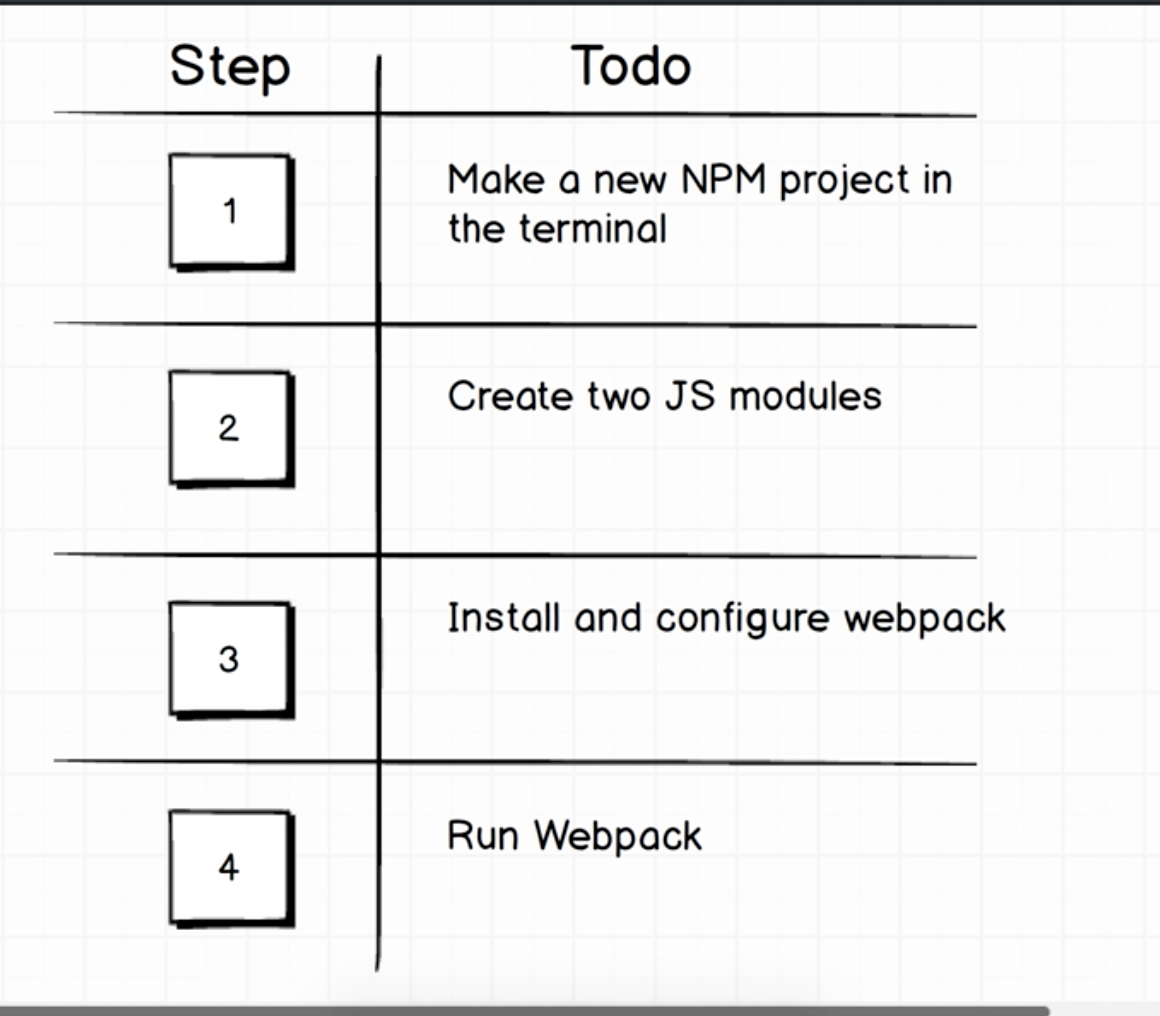 Step
Todo
1
Make a new NPM project in
the terminal
2
Create two JS modules
3
Install and configure webpack
4
Run Webpack